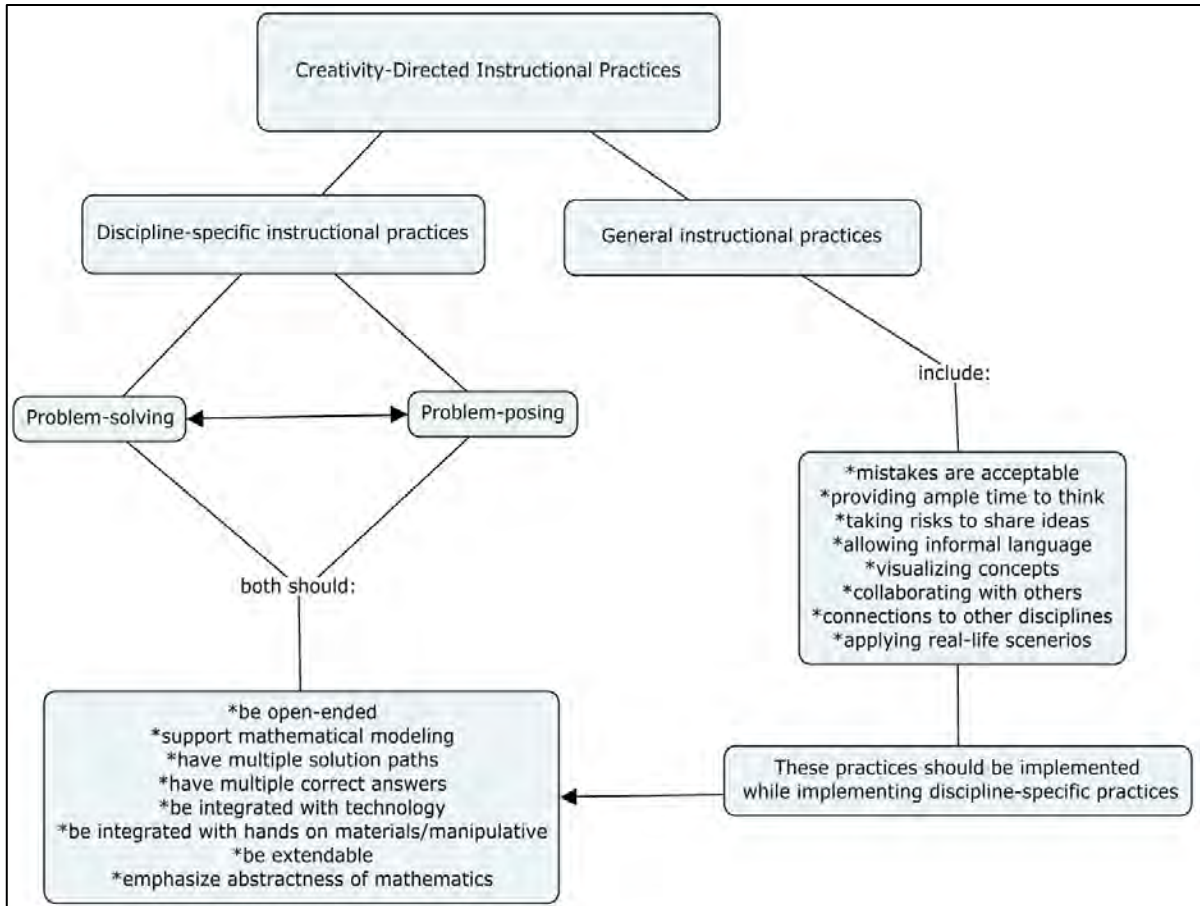 Creativity-Directed Instructional Practices
Discipline-specific instructional practices
General instructional practices
include:
Problem-solving
Problem-posing
*mistakes are acceptable
*providing ample time to think
*taking risks to share ideas
*allowing informal language
*visualizing concepts
*collaborating with others
*connections to other disciplines
*applying real-life scenerios
both should:
*be open-ended
*support mathematical modeling
*have multiple solution paths
*have multiple correct answers
*be integrated with technology
*be integrated with hands on materials/manipulative
*be extendable
*emphasize abstractness of mathematics
These practices should be implemented
while implementing discipline-specific practices